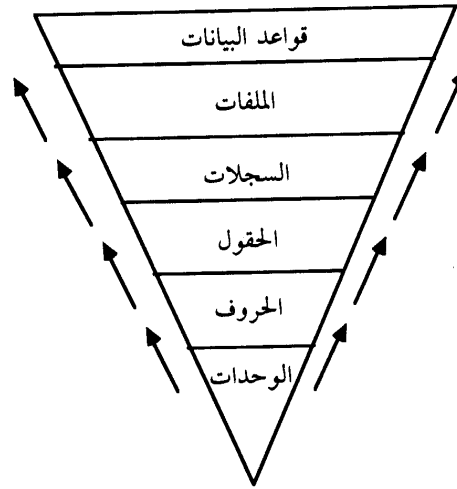 قواعد البيانات
الملفات
السجلات
الحقول
الحروف
الوحدات